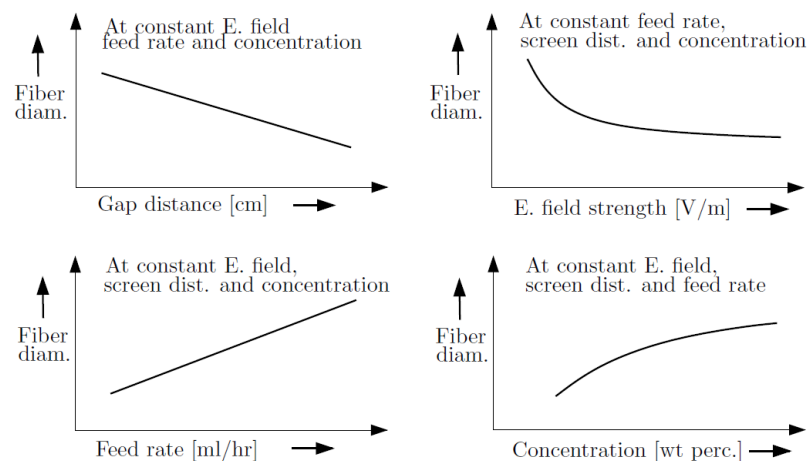 At constant E. field
feed rate and concentration
Fiber
diam.
Gap distance [cm]
At constant feed rate,
screen dist. and concentration
Fiber
diam.
E. field strength [V/m]
At constant E. field,
screen dist. and concentration
Fiber
diam.
Feed rate [ml/hr]
At constant E. field,
screen dist. and feed rate
Fiber
diam.
Concentration [wt perc.]